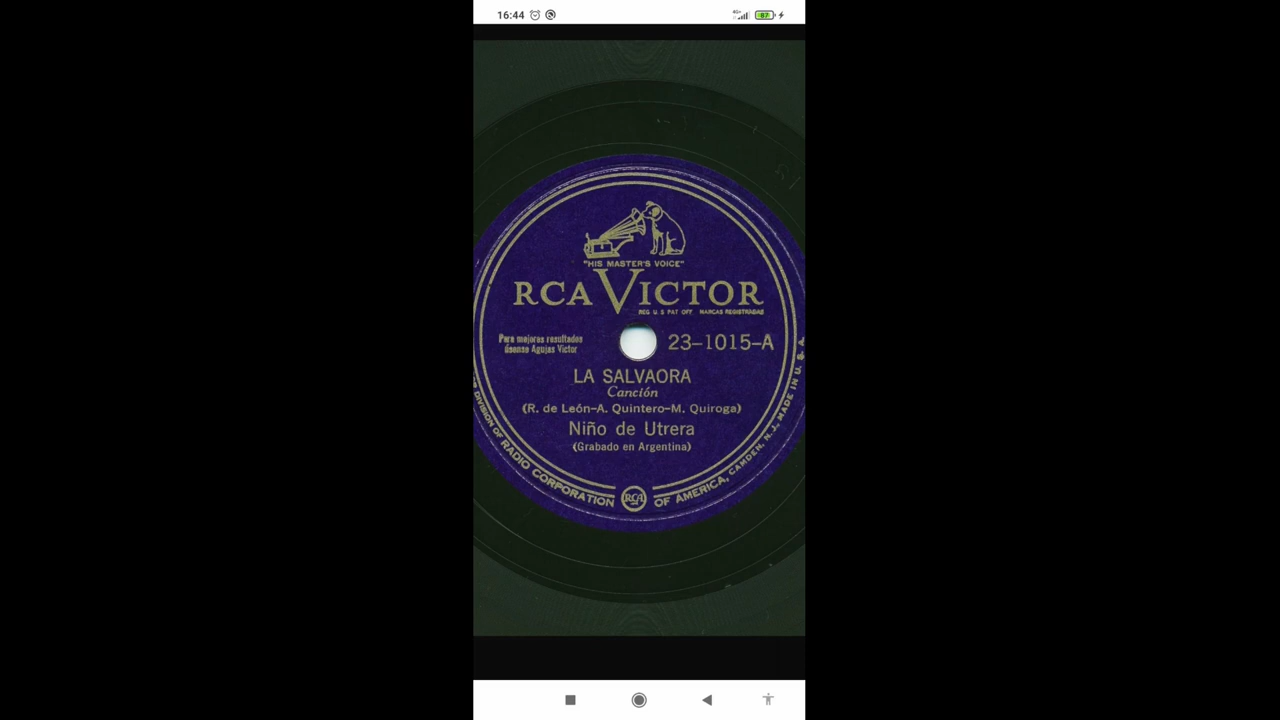 16:44
4G+
87
"HIS MASTER'S VOICE"
RCA VICTOR
REG U S PAT OFF MARCAS REGISTRADAS
Para mejores resultados
úsense Agujas Victor
23-1015-A
LA SALVAORA
Canción
(R. de León-A. Quintero-M. Quiroga)
Niño de Utrera
(Grabado en Argentina)
DIVISION OF RADIO CORPORATION OF AMERICA, CAMDEN, N.J., MADE IN U.S.A.
RCA